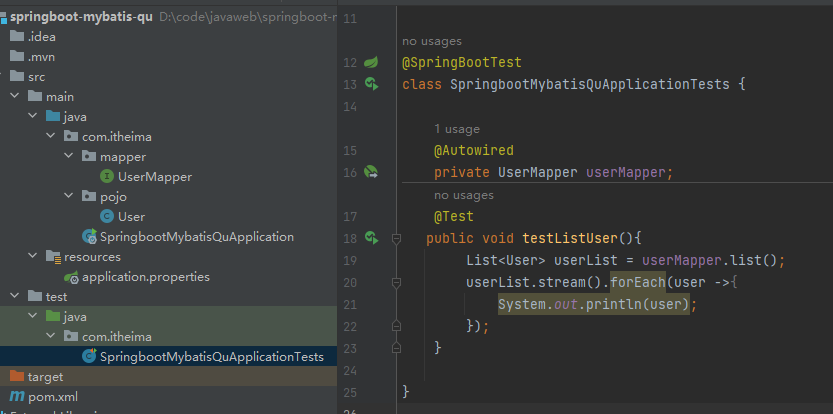 springboot-mybatis-qu D:\code\javaweb\springboot-r
.idea
.mvn
src
main
java
com.itheima
mapper
UserMapper
pojo
User
SpringbootMybatisQuApplication
resources
application.properties
test
java
com.itheima
SpringbootMybatisQuApplicationTests
target
pom.xml
11
no usages
12 @SpringBootTest
13 class SpringbootMybatisQuApplicationTests {
14
1 usage
15 @Autowired
16 private UserMapper userMapper;
no usages
17 @Test
18 public void testListUser(){
19 List<User> userList = userMapper.list();
20 userList.stream().forEach(user ->{
21 System.out.println(user);
22 });
23 }
24
25 }